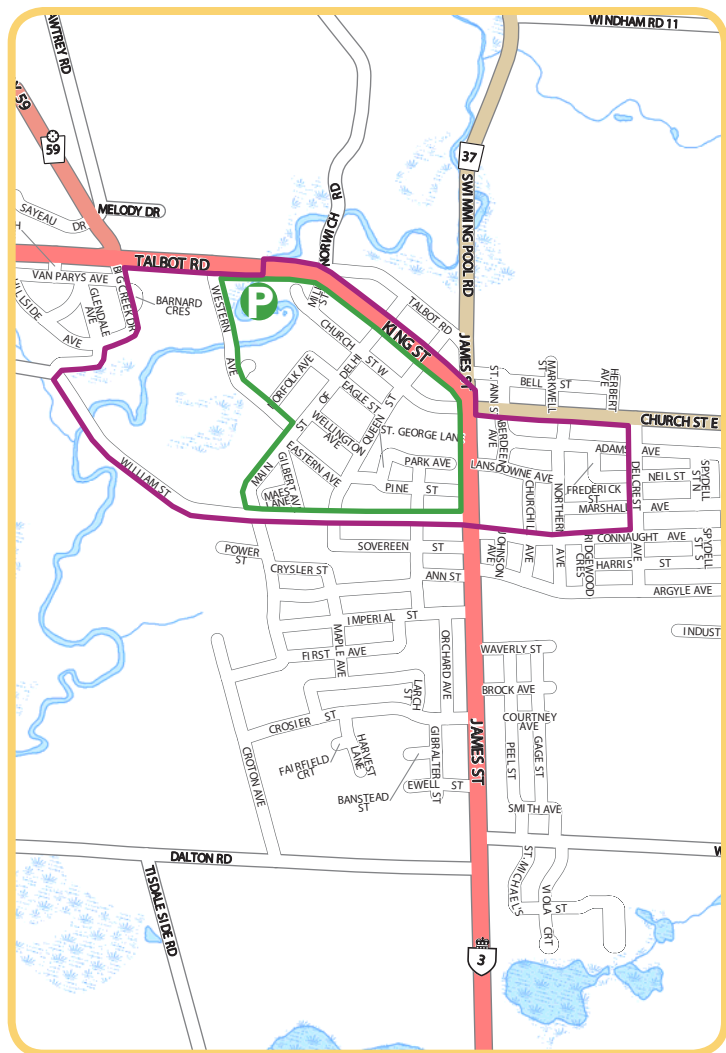 WINDHAM RD 11
AWTREY RD
59
59
37
SWIMMING POOL RD
SAYEAU DR
MELODY DR
NORWICH RD
H
TALBOT RD
VAN PARYS AVE
BIG CREEK DR
BARNARD
CRES
HILLSIDE
AVE
GLENDALE
AVE
WESTERN
AVE
P
MILL
ST
TALBOT RD
KING ST
CHURCH
ST W
JAMES ST
DELHI
ST
OF
EAGLE ST
NORFOLK AVE
WELLINGTON
AVE
QUEEN ST
ST. GEORGE LANE
EASTERN AVE
PARK AVE
PINE ST
MAIN
GILBERT AVE
MAES
LANE
WILLIAM ST
ST ANN ST
AVE
BELL ST
MARKWELL
ST
HERBERT
AVE
CHURCH ST E
ABERDEEN
LANSDOWNE AVE
ADAMS AVE
DELCREST
AVE
NEIL ST
SPYDELL
ST N
FREDERICK
ST
CHURCHILL
AVE
NORTHERN
AVE
MARSHALL AVE
JOHNSON
AVE
RIDGEWOOD
CRES
CONNAUGHT AVE
SPYDELL
ST S
HARRIS ST
ARGYLE AVE
POWER
ST
SOVEREEN ST
CRYSLER ST
ANN ST
IMPERIAL ST
INDUST
MAPLE AVE
FIRST AVE
ORCHARD AVE
WAVERLY ST
LARCH
ST
BROCK AVE
CROSIER ST
COURTNEY
AVE
PEEL ST
GAGE ST
JAMES ST
FAIRFIELD
CRT
HARVEST
LANE
GIBRALTER ST
CROTON AVE
BANSTEAD
ST
EWELL ST
SMITH AVE
DALTON RD
W
TISDALE SIDE RD
ST. MICHAEL'S
ST
VIOLA CRT
3